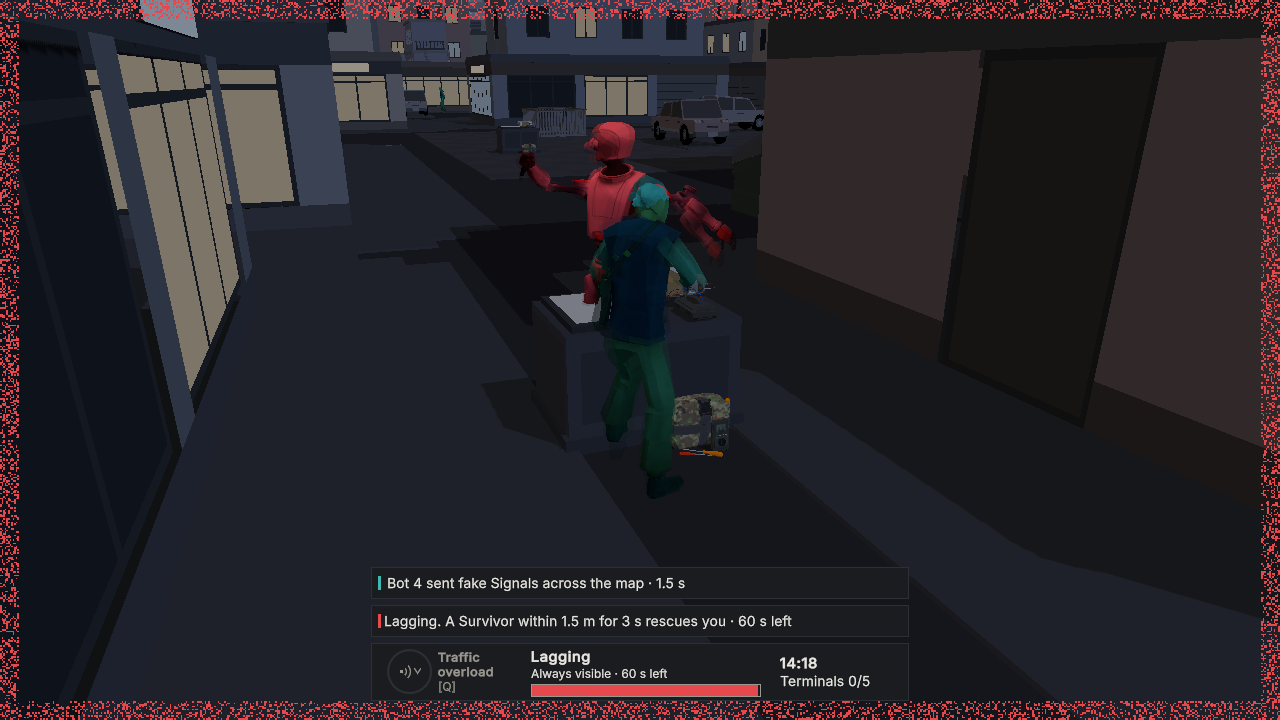 Bot 4 sent fake Signals across the map · 1.5 s
Lagging. A Survivor within 1.5 m for 3 s rescues you · 60 s left
Traffic
overload
[Q]
Lagging
Always visible · 60 s left
14:18
Terminals 0/5